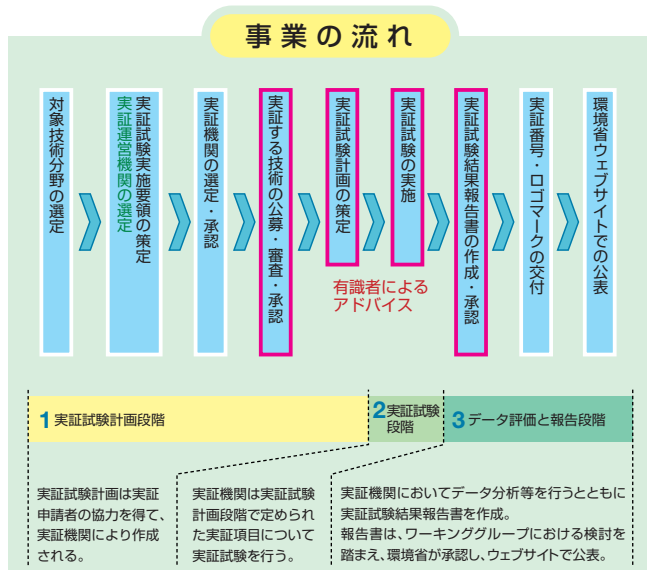 事業の流れ
対象技術分野の選定
実証試験実施要領の策定
実証運営機関の選定
実証機関の選定・承認
実証する技術の公募・審査・承認
実証試験計画の策定
実証試験の実施
実証試験結果報告書の作成・承認
実証番号・ロゴマークの交付
環境省ウェブサイトでの公表
有識者による
アドバイス
1 実証試験計画段階
2 実証試験
段階
3 データ評価と報告段階
実証試験計画は実証
申請者の協力を得て、
実証機関により作成
される。
実証機関は実証試験
計画段階で定められ
た実証項目について
実証試験を行う。
実証機関においてデータ分析等を行うとともに
実証試験結果報告書を作成。
報告書は、ワーキンググループにおける検討を
踏まえ、環境省が承認し、ウェブサイトで公表。